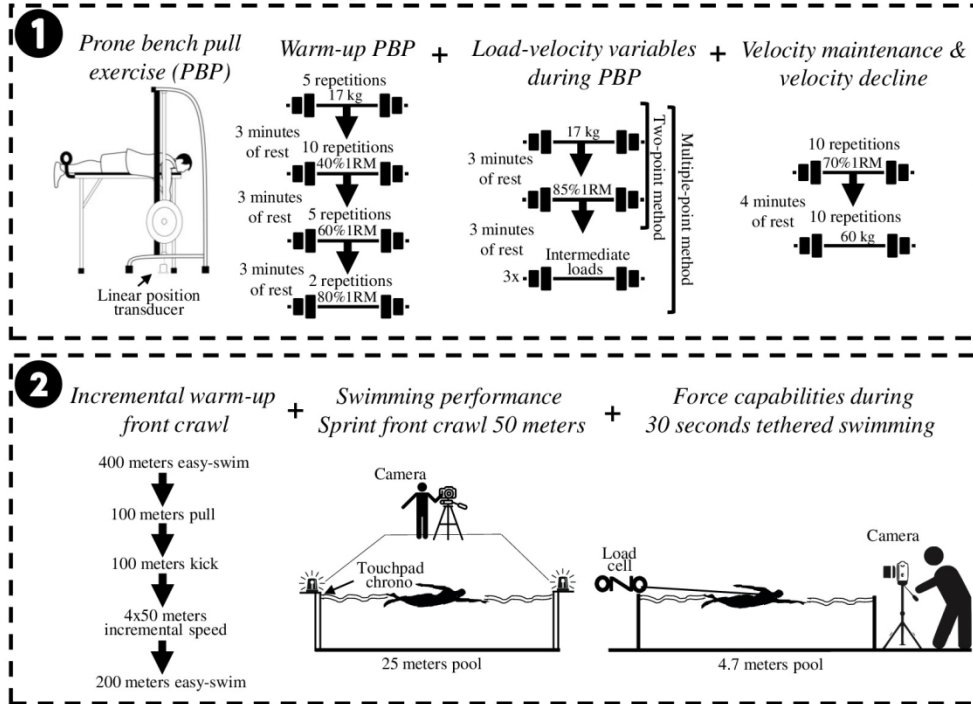 1
Prone bench pull
exercise (PBP)
Linear position
transducer
Warm-up PBP
5 repetitions
17 kg
3 minutes
of rest
10 repetitions
40%1RM
3 minutes
of rest
5 repetitions
60%1RM
3 minutes
of rest
2 repetitions
80%1RM
+
Load-velocity variables
during PBP
17 kg
3 minutes
of rest
85%1RM
3 minutes
of rest
Intermediate
loads
3x
Two-point method
Multiple-point method
+
Velocity maintenance &
velocity decline
10 repetitions
70%1RM
4 minutes
of rest
10 repetitions
60 kg
2
Incremental warm-up
front crawl
400 meters easy-swim
100 meters pull
100 meters kick
4x50 meters
incremental speed
200 meters easy-swim
+
Swimming performance
Sprint front crawl 50 meters
Camera
Touchpad
chrono
25 meters pool
+
Force capabilities during
30 seconds tethered swimming
Camera
Load
cell
4.7 meters pool